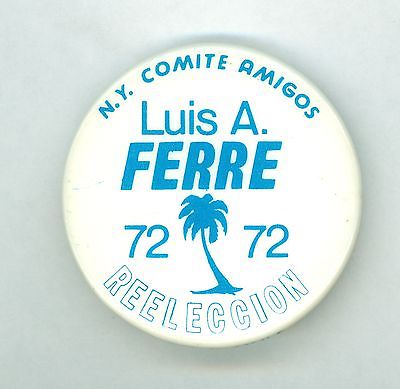 N.Y. COMITE AMIGOS
Luis A.
FERRE
72 72
REELECCION